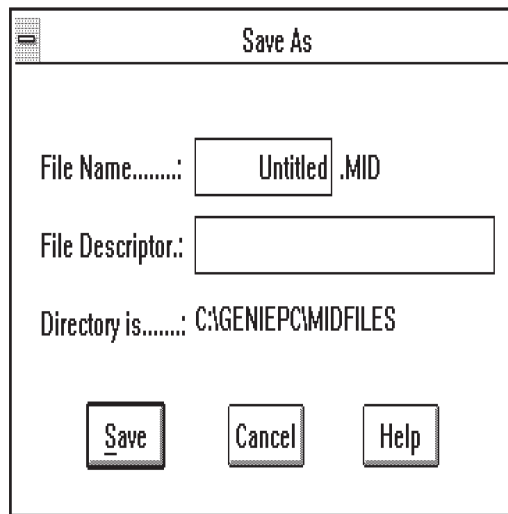 Save As
File Name........: Untitled .MID
File Descriptor.:
Directory is.......: C:\GENIEPC\MIDFILES
Save Cancel Help